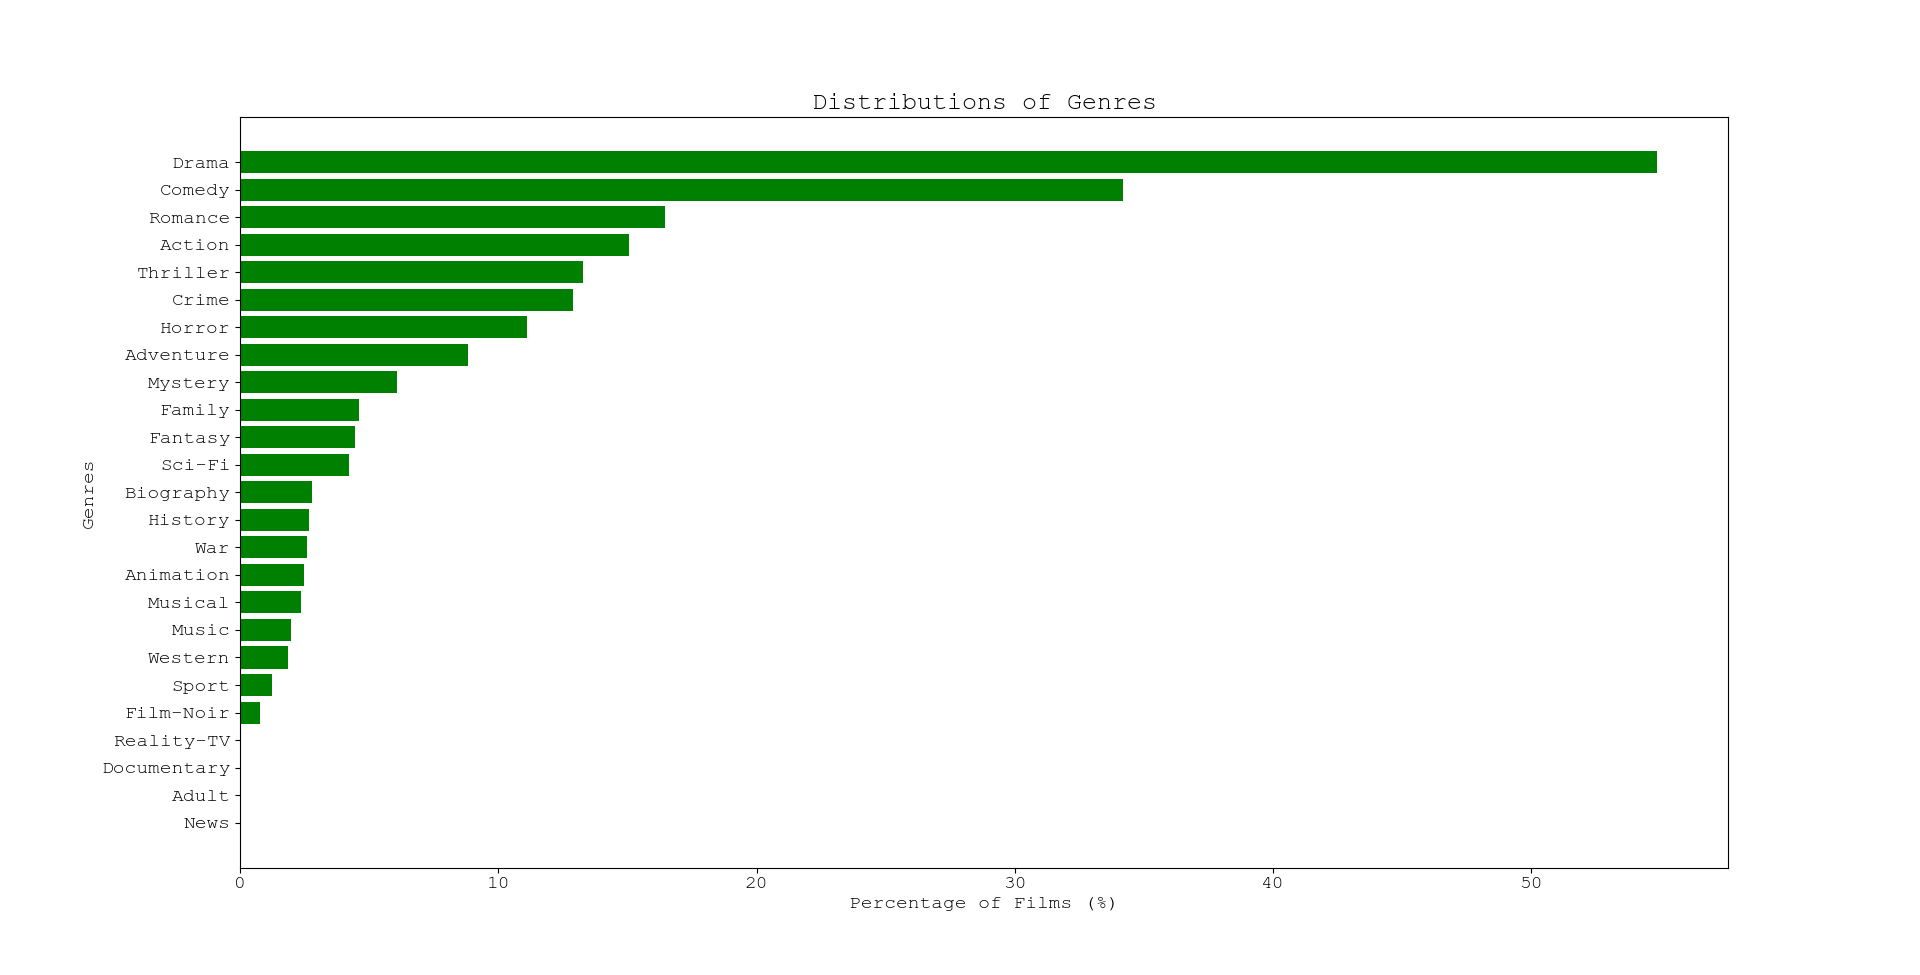 Distributions of Genres
Genres
Drama
Comedy
Romance
Action
Thriller
Crime
Horror
Adventure
Mystery
Family
Fantasy
Sci-Fi
Biography
History
War
Animation
Musical
Music
Western
Sport
Film-Noir
Reality-TV
Documentary
Adult
News
0 10 20 30 40 50
Percentage of Films (%)